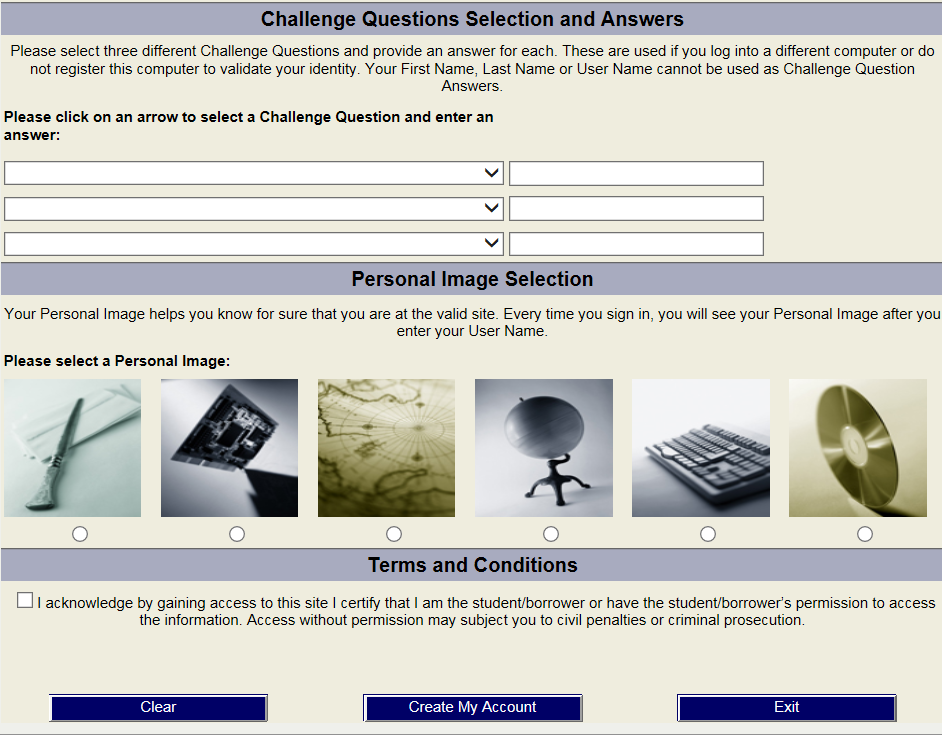 Challenge Questions Selection and Answers
Please select three different Challenge Questions and provide an answer for each. These are used if you log into a different computer or do
not register this computer to validate your identity. Your First Name, Last Name or User Name cannot be used as Challenge Question
Answers.
Please click on an arrow to select a Challenge Question and enter an
answer:
Personal Image Selection
Your Personal Image helps you know for sure that you are at the valid site. Every time you sign in, you will see your Personal Image after you
enter your User Name.
Please select a Personal Image:
Terms and Conditions
I acknowledge by gaining access to this site I certify that I am the student/borrower or have the student/borrower's permission to access
the information. Access without permission may subject you to civil penalties or criminal prosecution.
Clear
Create My Account
Exit